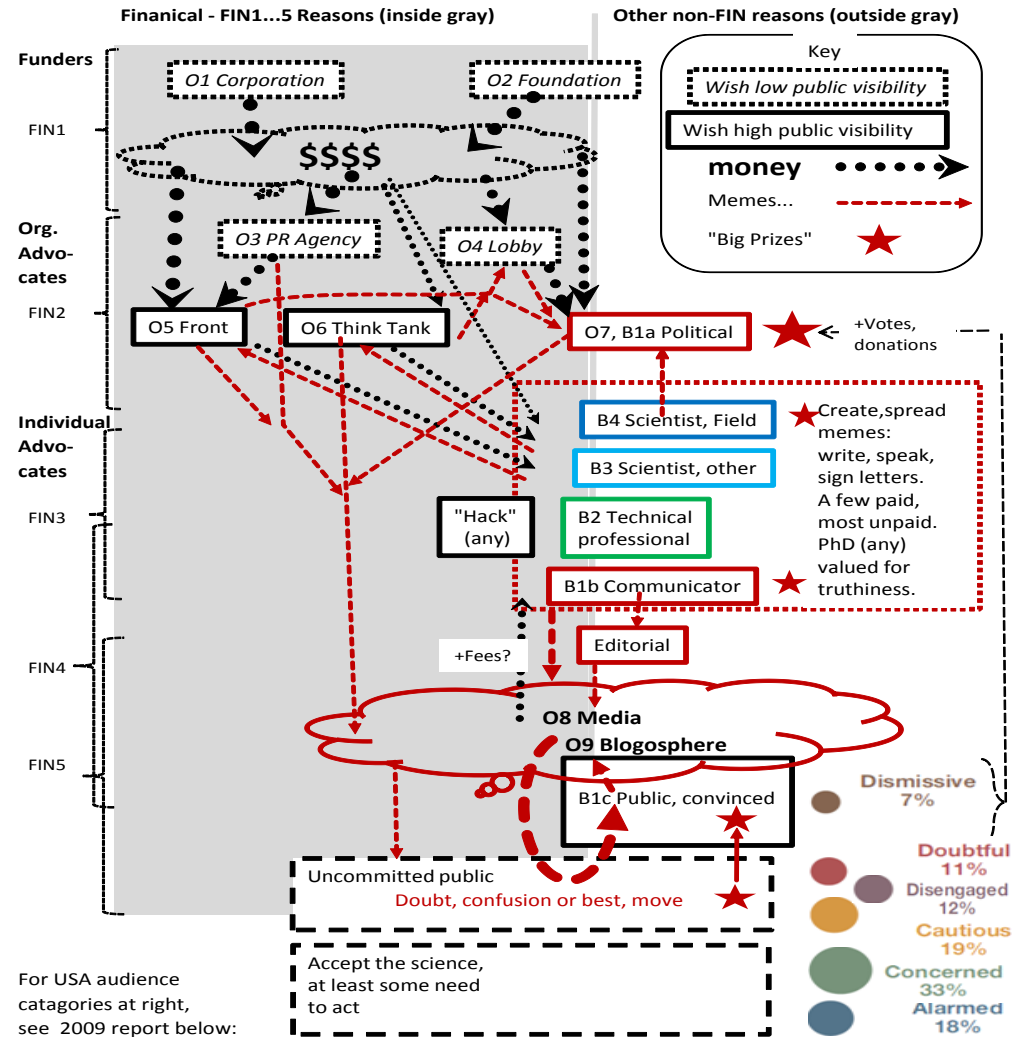 Finanical - FIN1...5 Reasons (inside gray)
Other non-FIN reasons (outside gray)
Funders
FIN1
O1 Corporation
O2 Foundation
$$$$
Key
Wish low public visibility
Wish high public visibility
money
Memes...
"Big Prizes"
Org.
Advo-
cates
FIN2
O3 PR Agency
O4 Lobby
O5 Front
O6 Think Tank
O7, B1a Political
+Votes,
donations
Individual
Advo-
cates
FIN3
B4 Scientist, Field
B3 Scientist, other
"Hack"
(any)
B2 Technical
professional
B1b Communicator
Create,spread
memes:
write, speak,
sign letters.
A few paid,
most unpaid.
PhD (any)
valued for
truthiness.
FIN4
+Fees?
Editorial
O8 Media
O9 Blogosphere
FIN5
B1c Public, convinced
Uncommitted public
Doubt, confusion or best, move
Accept the science,
at least some need
to act
Dismissive
7%
Doubtful
11%
Disengaged
12%
Cautious
19%
Concerned
33%
Alarmed
18%
For USA audience
catagories at right,
see 2009 report below: